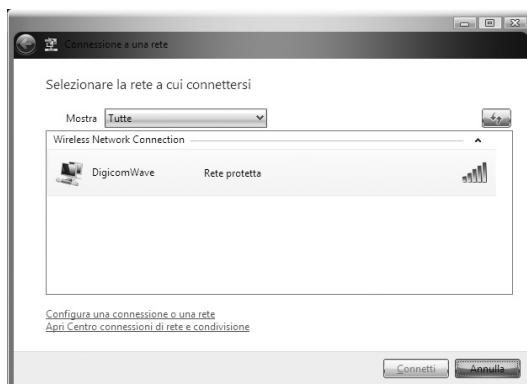 Connessione a una rete
Selezionare la rete a cui connettersi
Mostra Tutte
Wireless Network Connection
DigicomWave Rete protetta
Configura una connessione o una rete
Apri Centro connessioni di rete e condivisione
Connetti Annulla